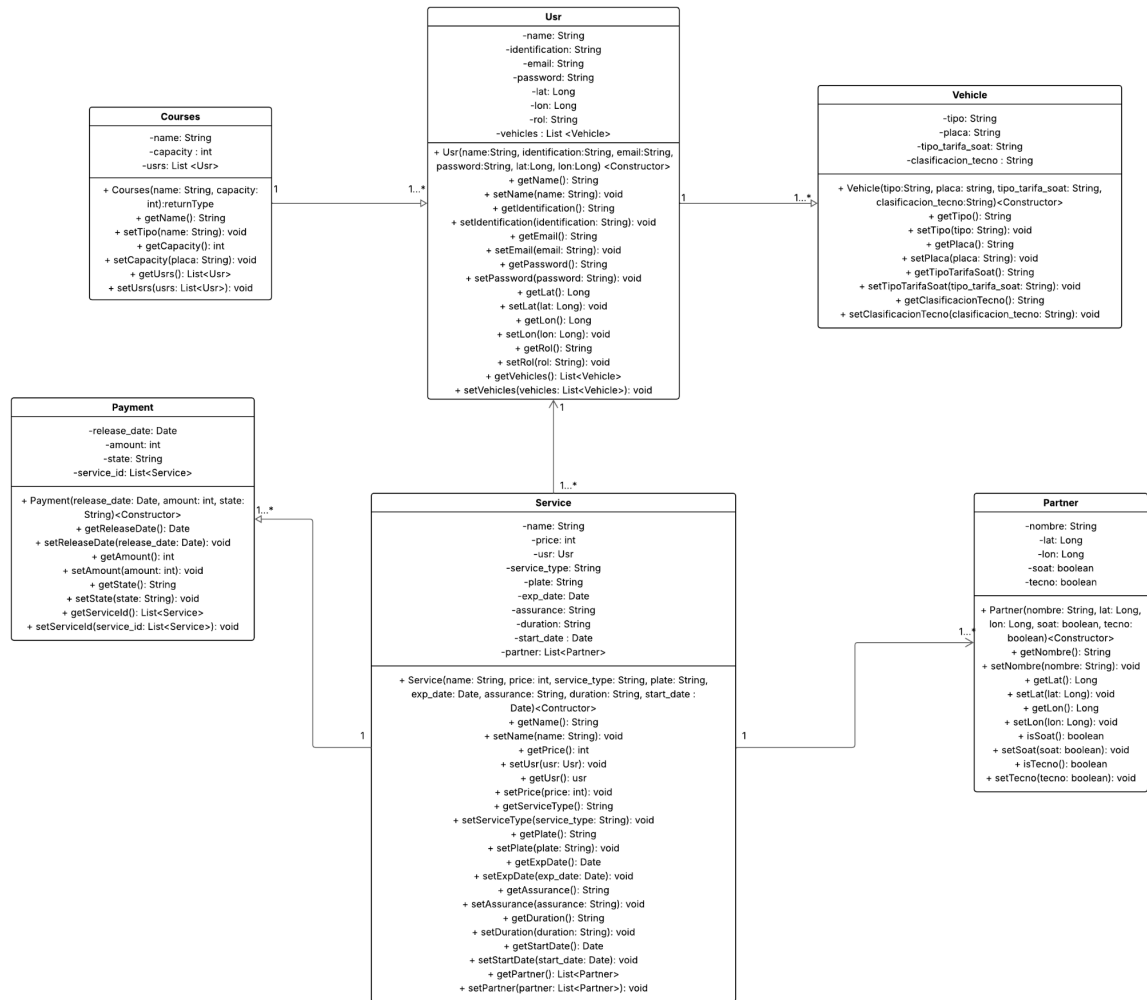 Usr
-name: String
-identification: String
-email: String
-password: String
-lat: Long
-lon: Long
-rol: String
-vehicles : List <Vehicle>
+ Usr(name:String, identification:String, email:String,
password:String, lat:Long, lon:Long) <Constructor>
+ getName(): String
+ setName(name: String): void
+ getIdentification(): String
+ setIdentification(identification: String): void
+ getEmail(): String
+ setEmail(email: String): void
+ getPassword(): String
+ setPassword(password: String): void
+ getLat(): Long
+ setLat(lat: Long): void
+ getLon(): Long
+ setLon(lon: Long): void
+ getRol(): String
+ setRol(rol: String): void
+ getVehicles(): List<Vehicle>
+ setVehicles(vehicles: List<Vehicle>): void
Courses
-name: String
-capacity : int
-usrs: List <Usr>
+ Courses(name: String, capacity:
int):returnType
+ getName(): String
+ setTipo(name: String): void
+ getCapacity(): int
+ setCapacity(placa: String): void
+ getUsrs(): List<Usr>
+ setUsrs(usrs: List<Usr>): void
1
1...*
1
1...*
Vehicle
-tipo: String
-placa: String
-tipo_tarifa_soat: String
-clasificacion_tecno : String
+ Vehicle(tipo:String, placa: string, tipo_tarifa_soat: String,
clasificacion_tecno:String)<Constructor>
+ getTipo(): String
+ setTipo(tipo: String): void
+ getPlaca(): String
+ setPlaca(placa: String): void
+ getTipoTarifaSoat(): String
+ setTipoTarifaSoat(tipo_tarifa_soat: String): void
+ getClasificacionTecno(): String
+ setClasificacionTecno(clasificacion_tecno: String): void
1
1...*
Payment
-release_date: Date
-amount: int
-state: String
-service_id: List<Service>
+ Payment(release_date: Date, amount: int, state:
String)<Constructor>
+ getReleaseDate(): Date
+ setReleaseDate(release_date: Date): void
+ getAmount(): int
+ setAmount(amount: int): void
+ getState(): String
+ setState(state: String): void
+ getServiceId(): List<Service>
+ setServiceId(service_id: List<Service>): void
1...*
1
Service
-name: String
-price: int
-usr: Usr
-service_type: String
-plate: String
-exp_date: Date
-assurance: String
-duration: String
-start_date : Date
-partner: List<Partner>
+ Service(name: String, price: int, service_type: String, plate: String,
exp_date: Date, assurance: String, duration: String, start_date :
Date)<Contructor>
+ getName(): String
+ setName(name: String): void
+ getPrice(): int
+ setUsr(usr: Usr): void
+ getUsr(): usr
+ setPrice(price: int): void
+ getServiceType(): String
+ setServiceType(service_type: String): void
+ getPlate(): String
+ setPlate(plate: String): void
+ getExpDate(): Date
+ setExpDate(exp_date: Date): void
+ getAssurance(): String
+ setAssurance(assurance: String): void
+ getDuration(): String
+ setDuration(duration: String): void
+ getStartDate(): Date
+ setStartDate(start_date: Date): void
+ getPartner(): List<Partner>
+ setPartner(partner: List<Partner>): void
1
1...*
Partner
-nombre: String
-lat: Long
-lon: Long
-soat: boolean
-tecno: boolean
+ Partner(nombre: String, lat: Long,
lon: Long, soat: boolean, tecno:
boolean)<Constructor>
+ getNombre(): String
+ setNombre(nombre: String): void
+ getLat(): Long
+ setLat(lat: Long): void
+ getLon(): Long
+ setLon(lon: Long): void
+ isSoat(): boolean
+ setSoat(soat: boolean): void
+ isTecno(): boolean
+ setTecno(tecno: boolean): void